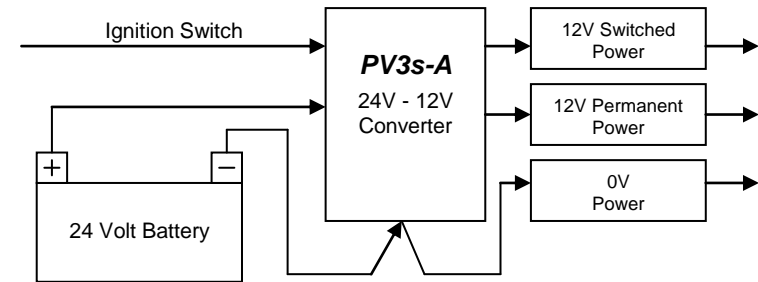 Ignition Switch
PV3s-A
24V - 12V
Converter
12V Switched
Power
12V Permanent
Power
0V
Power
+
−
24 Volt Battery